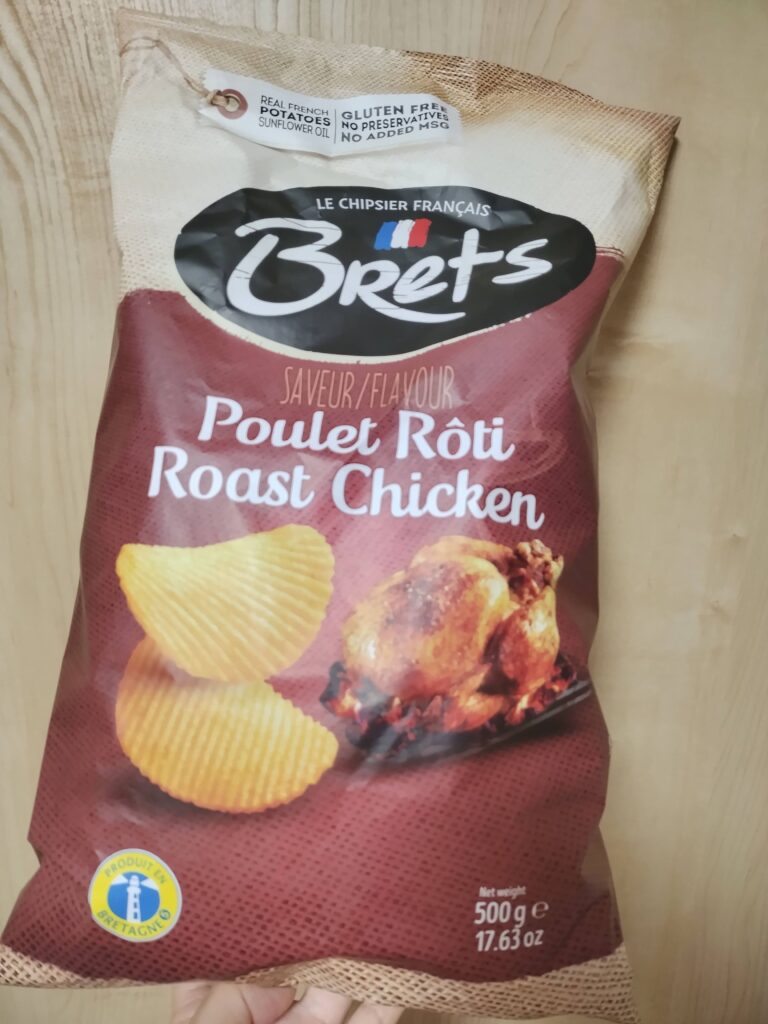 REAL FRENCH
POTATOES
SUNFLOWER OIL
GLUTEN FREE
NO PRESERVATIVES
NO ADDED MSG
LE CHIPSIER FRANÇAIS
Brets
SAVEUR/FLAVOUR
Poulet Rôti
Roast Chicken
PRODUIT EN
BRETAGNE
Net weight
500 g e
17.63 oz